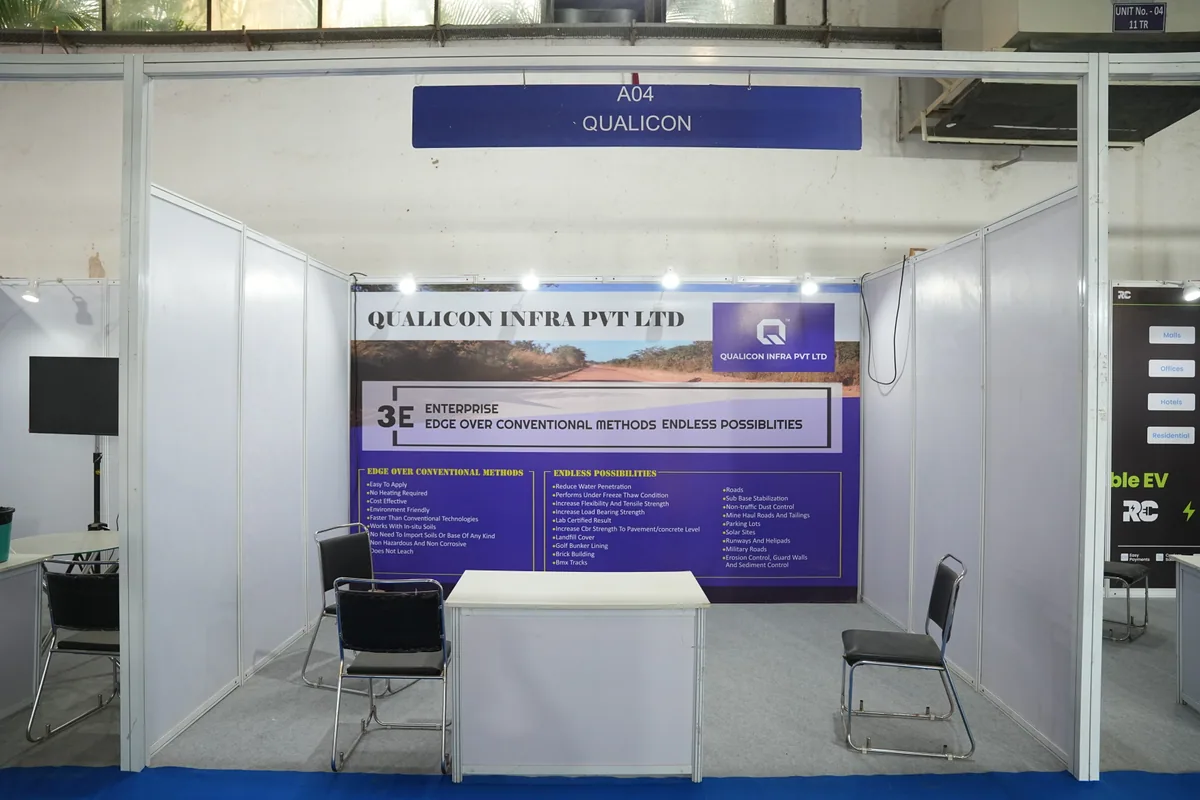 UNIT No. - 04
11 TR
A04
QUALICON
QUALICON INFRA PVT LTD
Q
QUALICON INFRA PVT LTD
3E
ENTERPRISE
EDGE OVER CONVENTIONAL METHODS ENDLESS POSSIBLITIES
EDGE OVER CONVENTIONAL METHODS
Easy To Apply
No Heating Required
Cost Effective
Environment Friendly
Faster Than Conventional Technologies
Works With In-situ Soils
No Need To Import Soils Or Base Of Any Kind
Non Hazardous And Non Corrosive
Does Not Leach
ENDLESS POSSIBILITIES
Reduce Water Penetration
Performs Under Freeze Thaw Condition
Increase Flexibility And Tensile Strength
Increase Load Bearing Strength
Lab Certified Result
Increase Cbr Strength To Pavement/concrete Level
Landfill Cover
Golf Bunker Lining
Brick Building
Bmx Tracks
Roads
Sub Base Stabilization
Non-traffic Dust Control
Mine Haul Roads And Tailings
Parking Lots
Solar Sites
Runways And Helipads
Military Roads
Erosion Control, Guard Walls
And Sediment Control
RC
Malls
Offices
Hotels
Residential
ble EV
RC
Easy
Payments